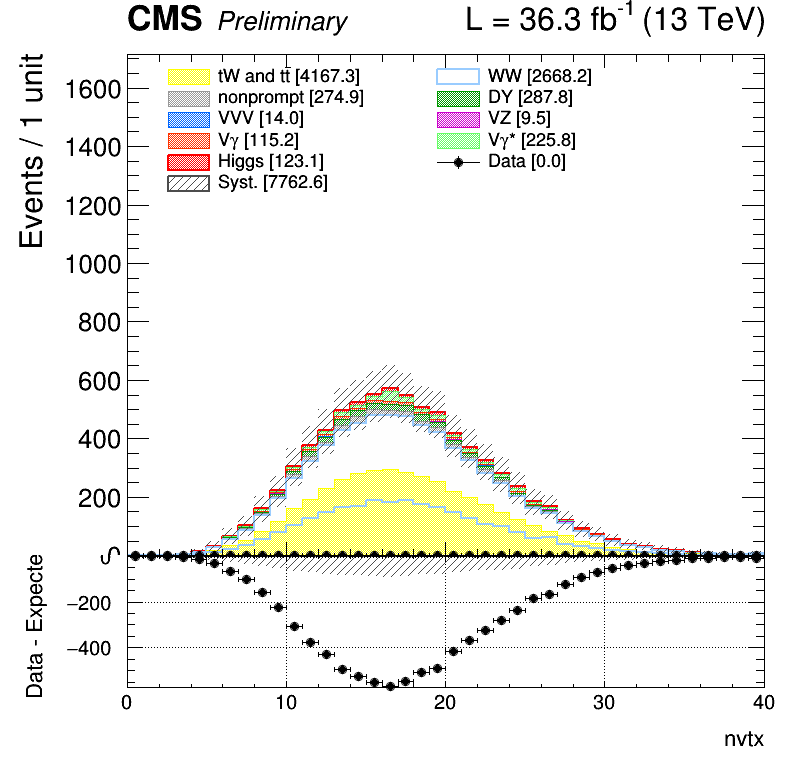 CMS Preliminary L = 36.3 fb⁻¹ (13 TeV)
Events / 1 unit
1600
1400
1200
1000
800
600
400
200
0
tW and tt̄ [4167.3]
nonprompt [274.9]
VVV [14.0]
Vγ [115.2]
Higgs [123.1]
Syst. [7762.6]
WW [2668.2]
DY [287.8]
VZ [9.5]
Vγ* [225.8]
Data [0.0]
Data - Expecte
−200
−400
0 10 20 30 40
nvtx